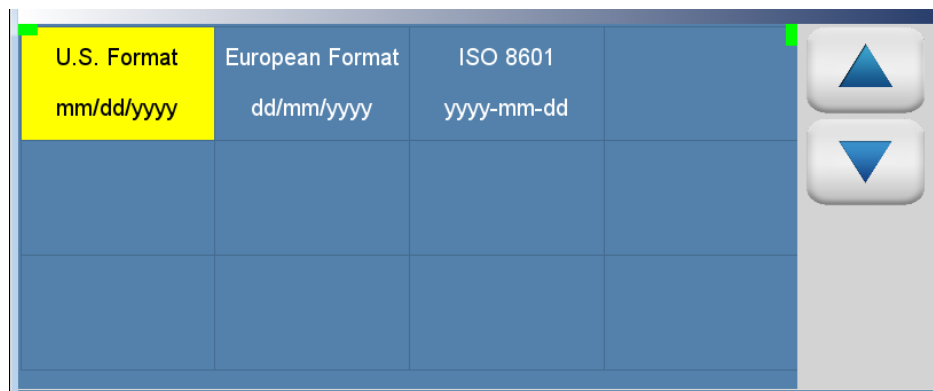 U.S. Format
mm/dd/yyyy
European Format
dd/mm/yyyy
ISO 8601
yyyy-mm-dd